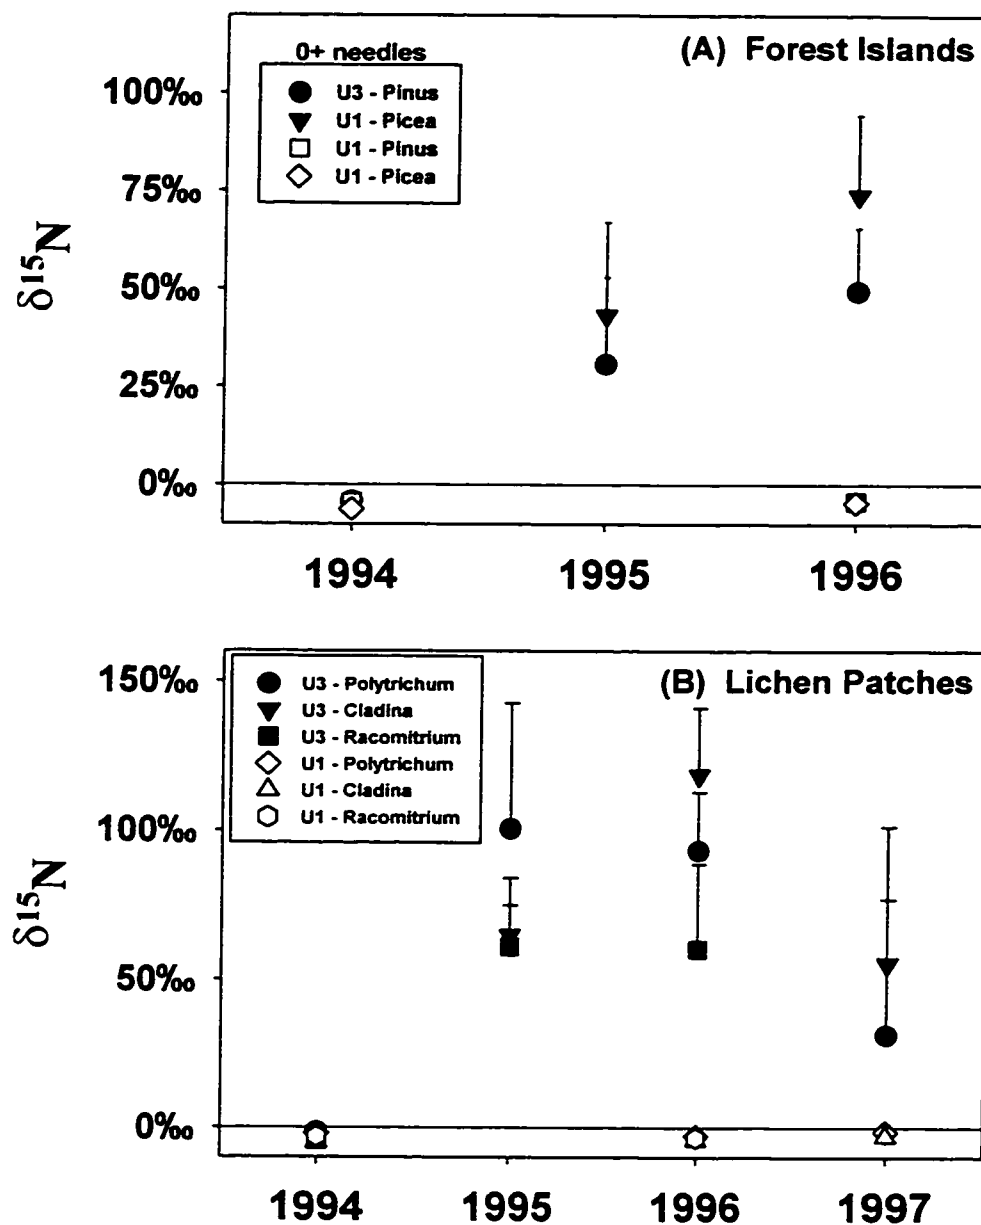 (A) Forest Islands
0+ needles
U3 - Pinus
U1 - Picea
U1 - Pinus
U1 - Picea
100‰
75‰
50‰
25‰
0‰
δ15N
1994 1995 1996
(B) Lichen Patches
U3 - Polytrichum
U3 - Cladina
U3 - Racomitrium
U1 - Polytrichum
U1 - Cladina
U1 - Racomitrium
150‰
100‰
50‰
0‰
δ15N
1994 1995 1996 1997